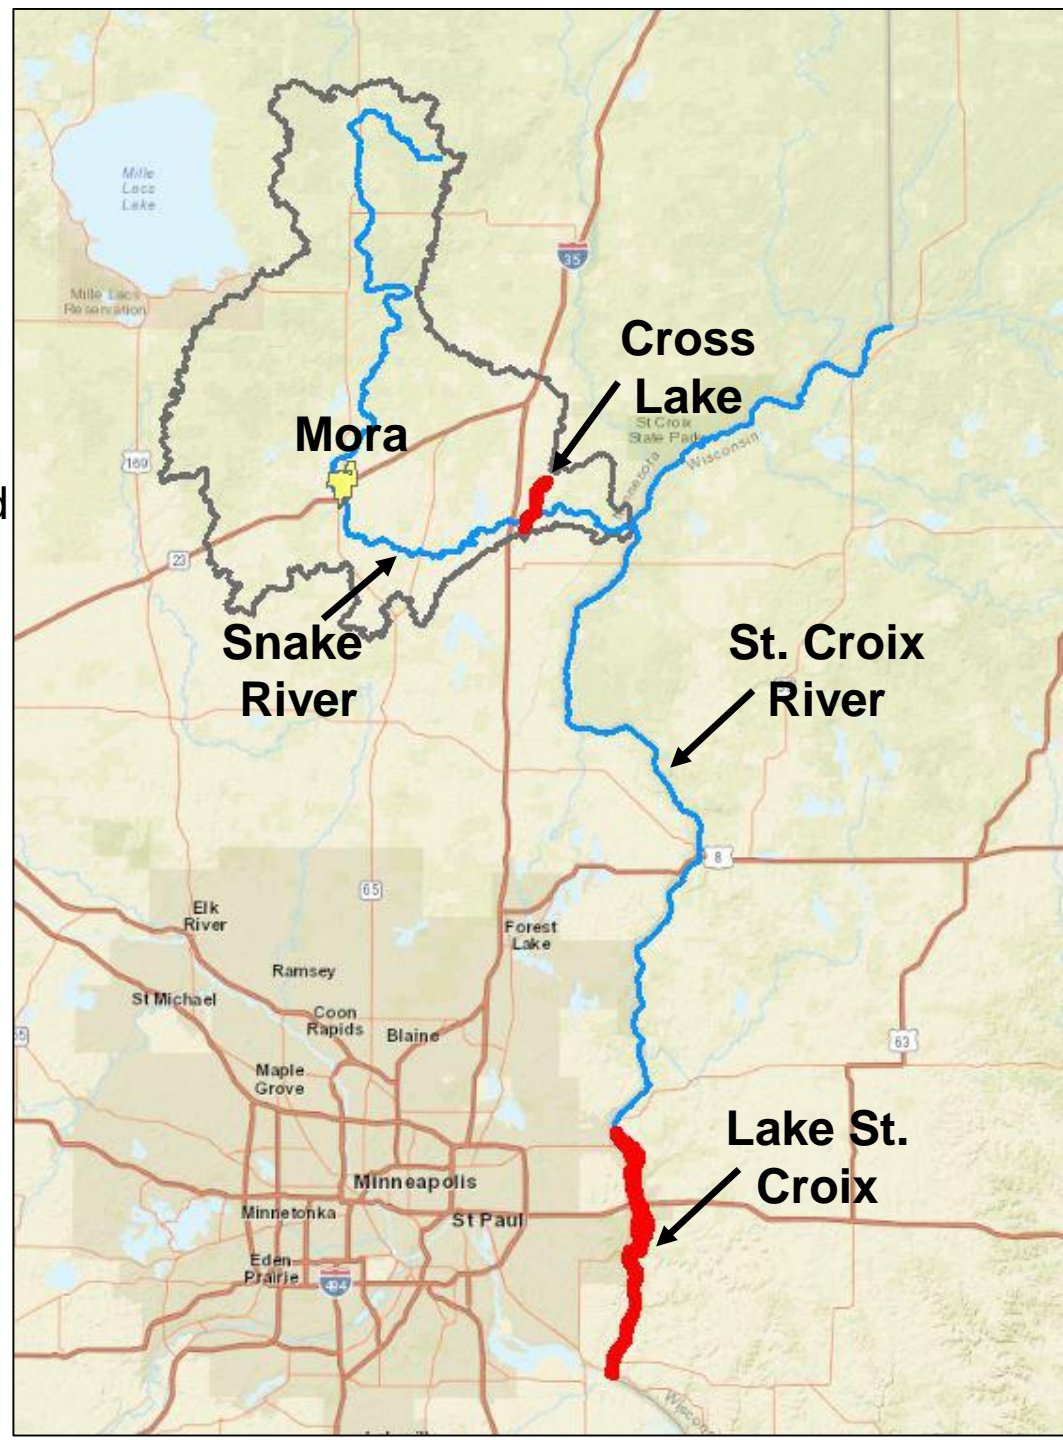 Mille
Lacs
Lake
35
Mille Lacs
Reservation
Cross
Lake
St Croix
State Park
Mora
Minnesota
Wisconsin
169
d
23
Snake
River
St. Croix
River
8
65
Elk
River
Forest
Lake
Ramsey
St Michael
Coon
Rapids
Blaine
63
Maple
Grove
Lake St.
Croix
Minneapolis
Minnetonka
St Paul
Eden
Prairie
494